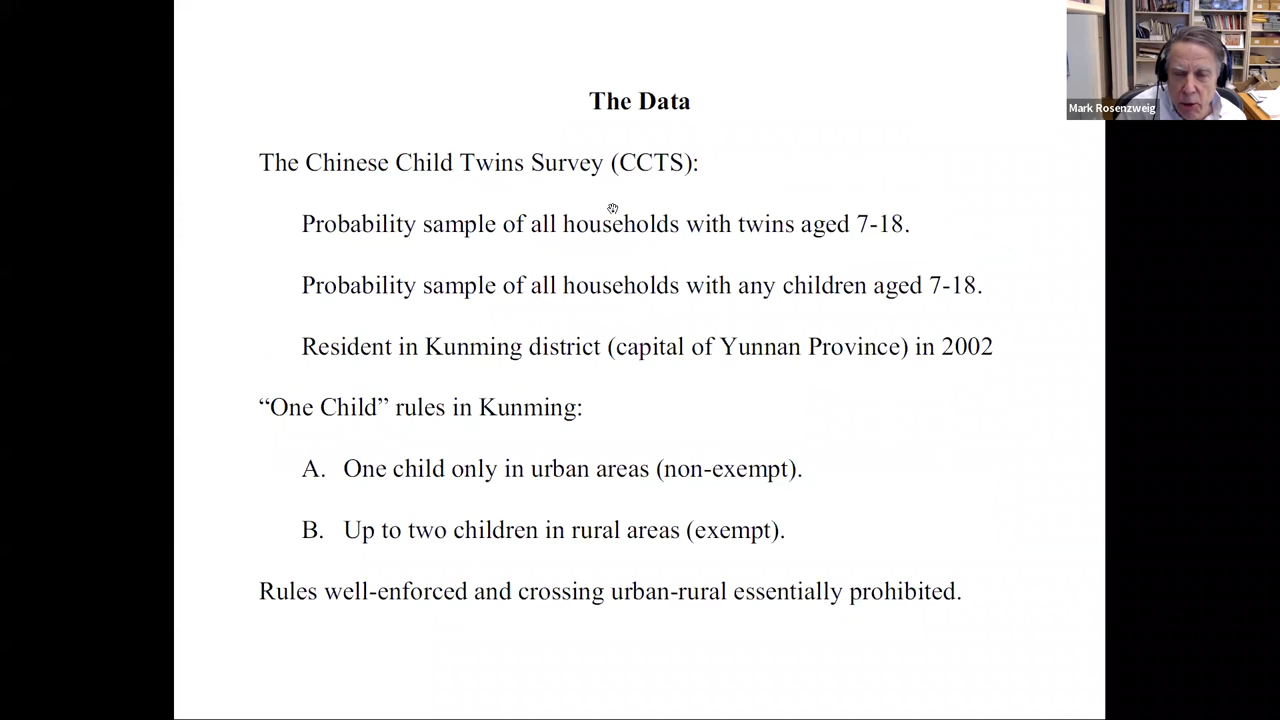 The Data
Mark Rosenzweig
The Chinese Child Twins Survey (CCTS):
Probability sample of all households with twins aged 7-18.
Probability sample of all households with any children aged 7-18.
Resident in Kunming district (capital of Yunnan Province) in 2002
“One Child” rules in Kunming:
A. One child only in urban areas (non-exempt).
B. Up to two children in rural areas (exempt).
Rules well-enforced and crossing urban-rural essentially prohibited.